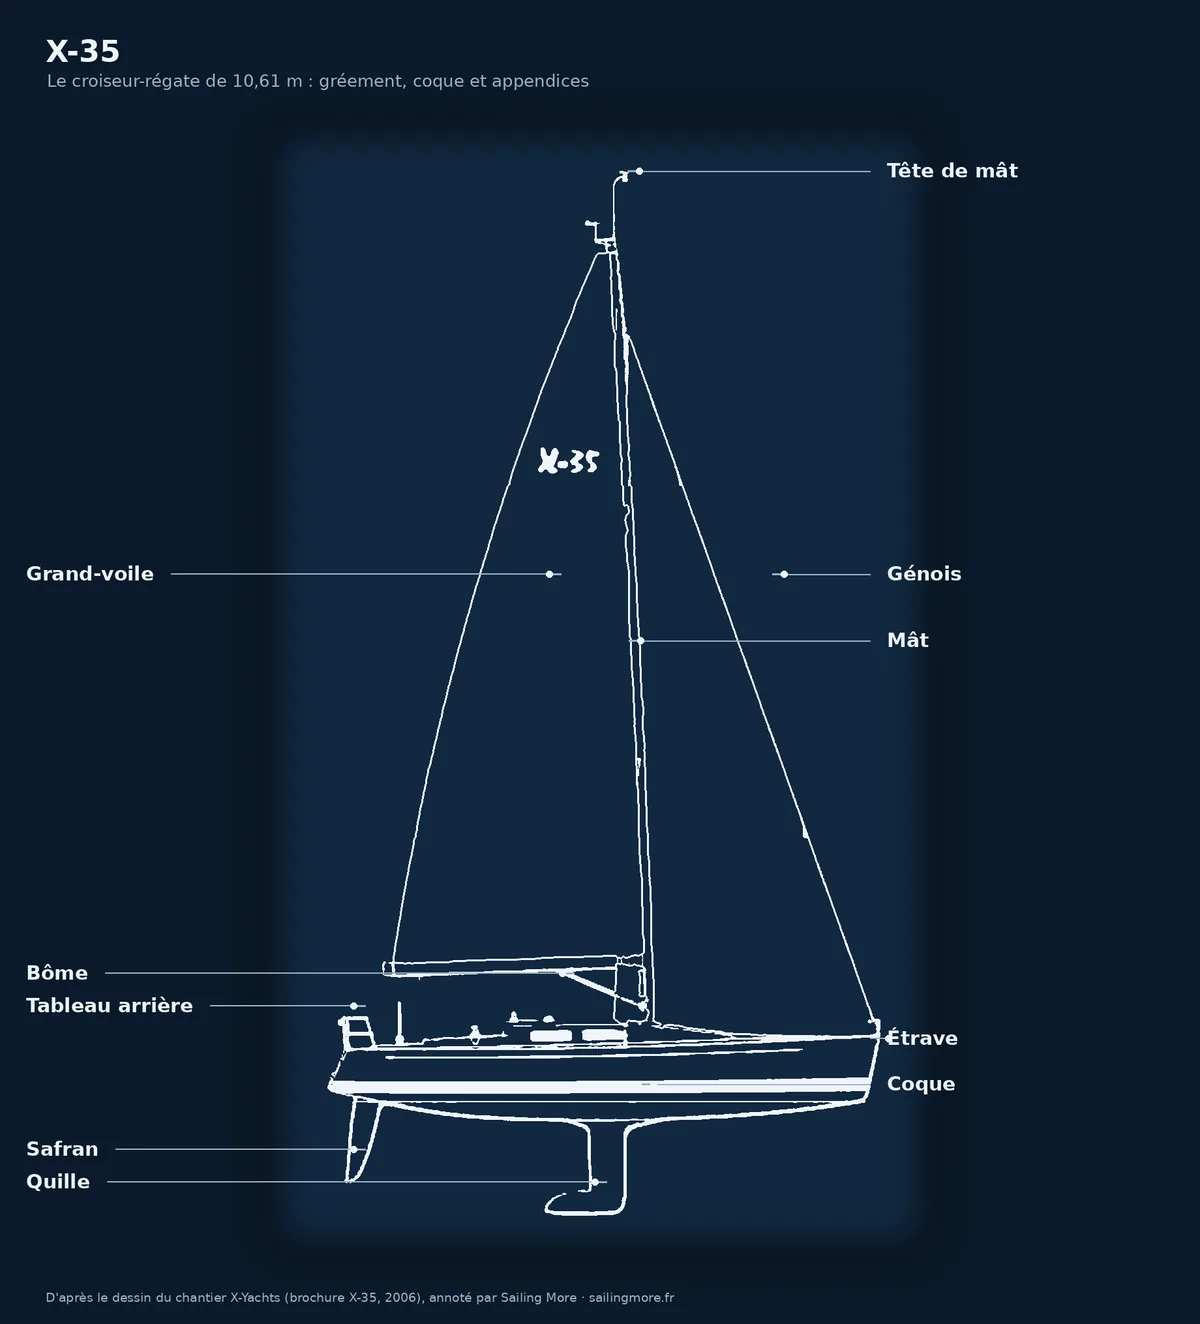 X-35
Le croiseur-régate de 10,61 m : gréement, coque et appendices
Tête de mât
X-35
Grand-voile
Génois
Mât
Bôme
Tableau arrière
Étrave
Coque
Safran
Quille
D'après le dessin du chantier X-Yachts (brochure X-35, 2006), annoté par Sailing More · sailingmore.fr